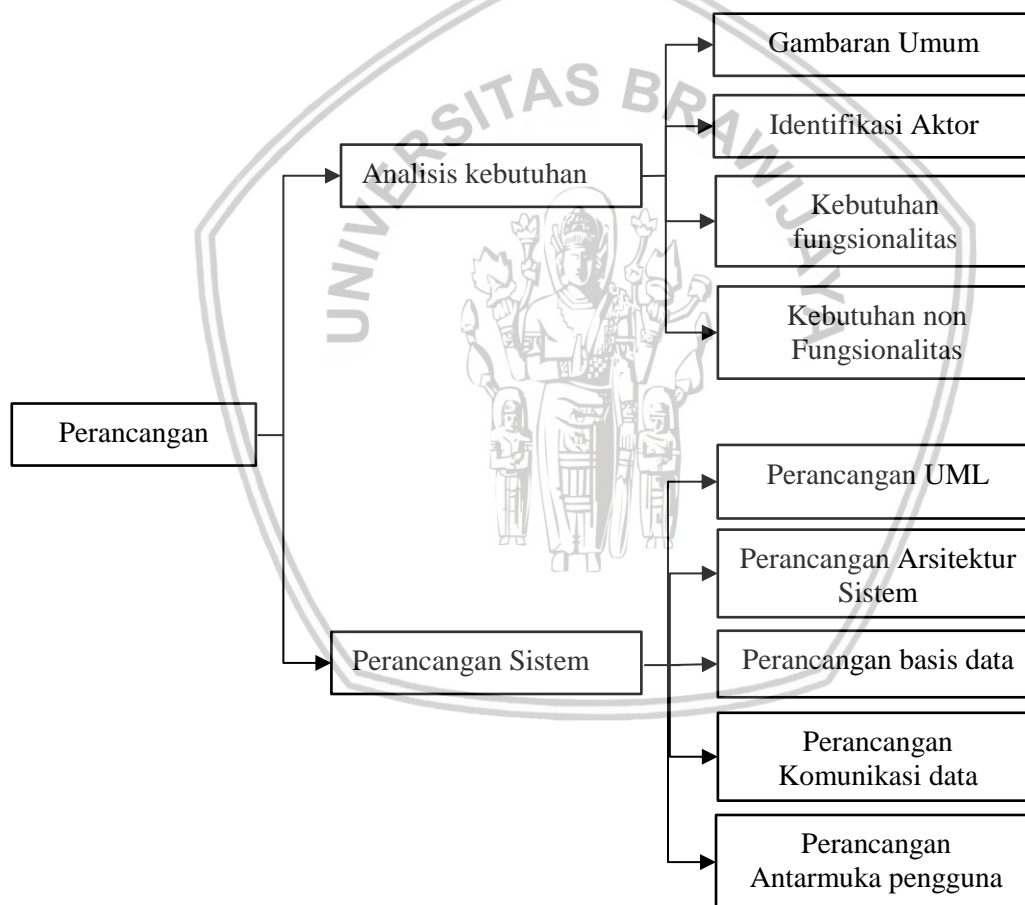 UNIVERSITAS BRAWIJAYA
Gambaran Umum
Identifikasi Aktor
Analisis kebutuhan
Kebutuhan
fungsionalitas
Kebutuhan non
Fungsionalitas
Perancangan
Perancangan UML
Perancangan Arsitektur
Sistem
Perancangan Sistem
Perancangan basis data
Perancangan
Komunikasi data
Perancangan
Antarmuka pengguna